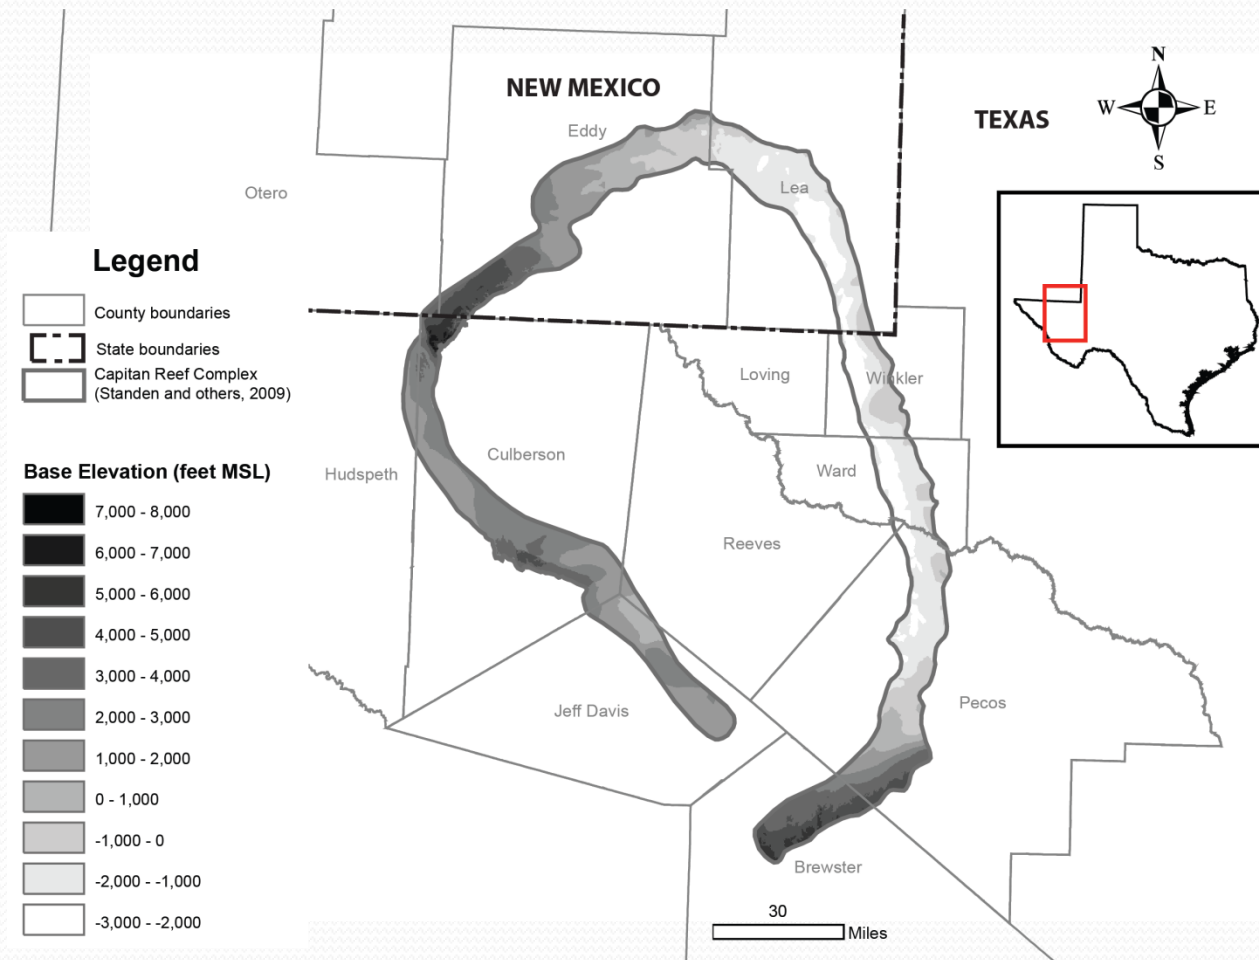 NEW MEXICO
TEXAS
N
W E
S
Eddy
Lea
Otero
Legend
County boundaries
State boundaries
Capitan Reef Complex
(Standen and others, 2009)
Loving
Winkler
Culberson
Hudspeth
Ward
Reeves
Base Elevation (feet MSL)
7,000 - 8,000
6,000 - 7,000
5,000 - 6,000
4,000 - 5,000
3,000 - 4,000
2,000 - 3,000
1,000 - 2,000
0 - 1,000
-1,000 - 0
-2,000 - -1,000
-3,000 - -2,000
Jeff Davis
Pecos
Brewster
30
Miles